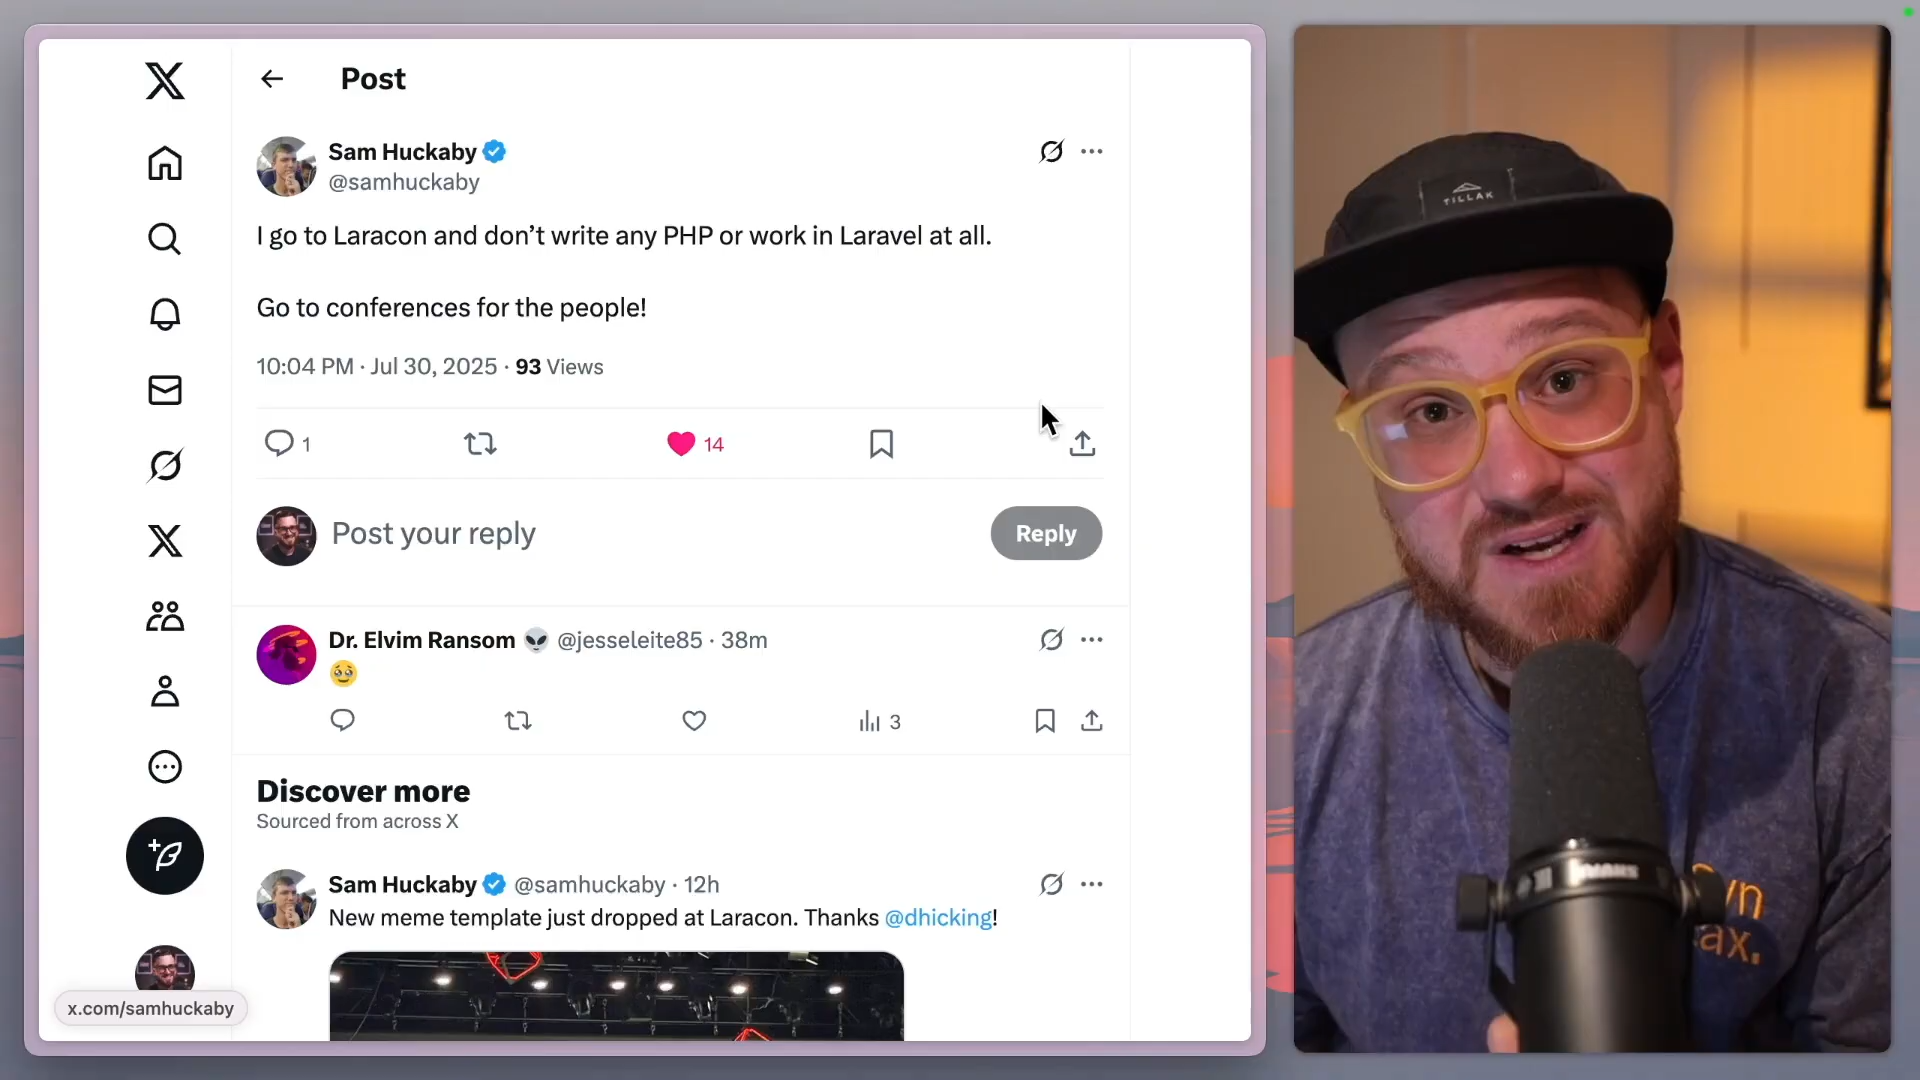 Post
Sam Huckaby
@samhuckaby
I go to Laracon and don’t write any PHP or work in Laravel at all.
Go to conferences for the people!
10:04 PM · Jul 30, 2025 · 93 Views
1
14
Post your reply
Reply
Dr. Elvim Ransom 👽 @jesseleite85 · 38m
🥹
3
Discover more
Sourced from across X
Sam Huckaby @samhuckaby · 12h
New meme template just dropped at Laracon. Thanks @dhicking!
x.com/samhuckaby
TILLAK